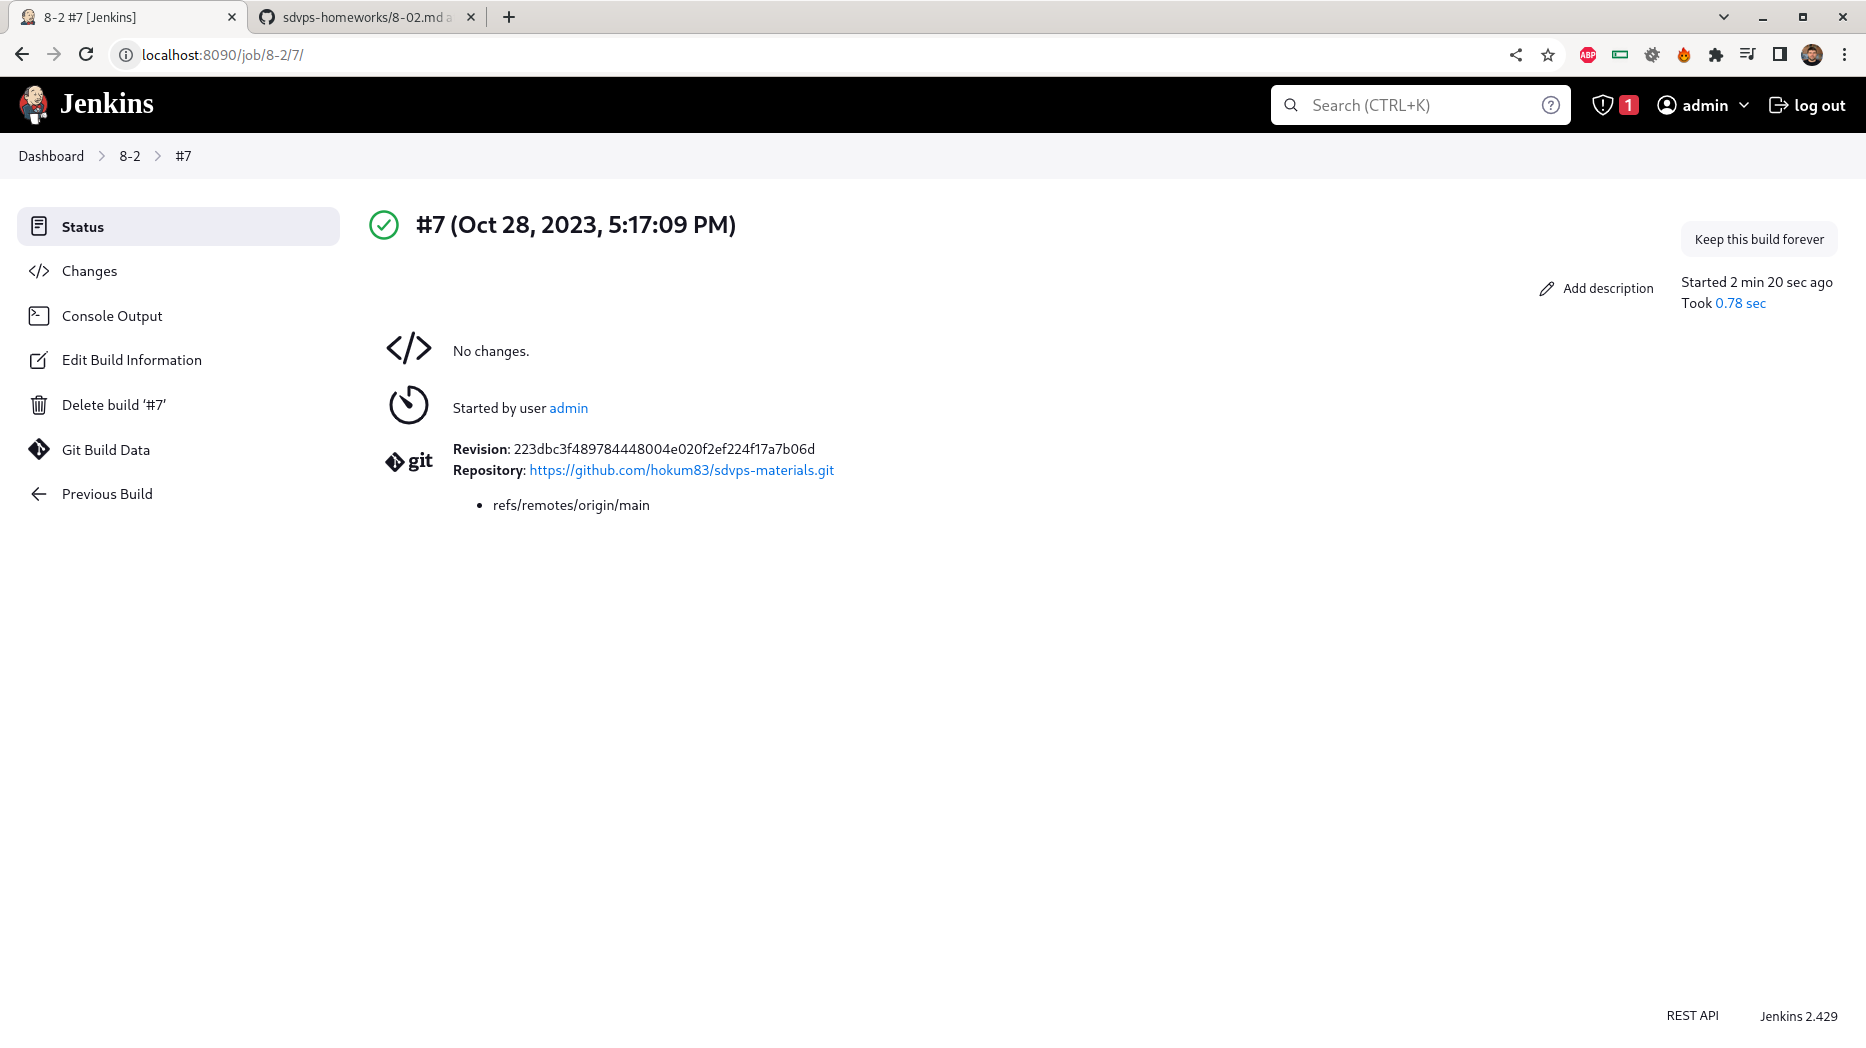 8-2 #7 [Jenkins]
sdvps-homeworks/8-02.md a
localhost:8090/job/8-2/7/
ABP
Jenkins
Search (CTRL+K)
1
admin
log out
Dashboard
8-2
#7
Status
Changes
Console Output
Edit Build Information
Delete build ‘#7’
Git Build Data
Previous Build
#7 (Oct 28, 2023, 5:17:09 PM)
Keep this build forever
Add description
Started 2 min 20 sec ago
Took 0.78 sec
No changes.
Started by user admin
git
Revision: 223dbc3f489784448004e020f2ef224f17a7b06d
Repository: https://github.com/hokum83/sdvps-materials.git
refs/remotes/origin/main
REST API
Jenkins 2.429